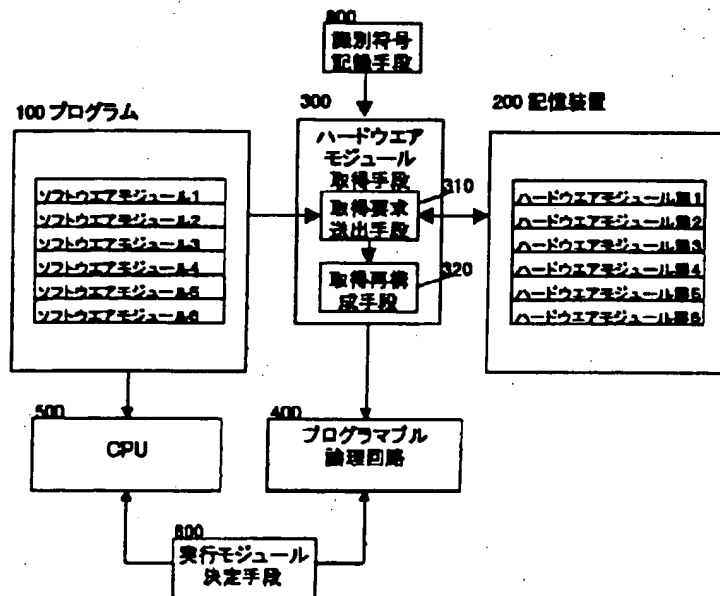 識別符号
100 プログラム
ソフトウエアモジュール1
ソフトウエアモジュール2
ソフトウエアモジュール3
ソフトウエアモジュール4
ソフトウエアモジュール5
ソフトウエアモジュール6
300
ハードウエア
モジュール
取得手段
310
取得要求
送出手段
320
取得再構
成手段
200 記憶装置
ハードウエアモジュール群1
ハードウエアモジュール群2
ハードウエアモジュール群3
ハードウエアモジュール群4
ハードウエアモジュール群5
ハードウエアモジュール群6
500
CPU
400
プログラマブル
論理回路
実行モジュール
決定手段